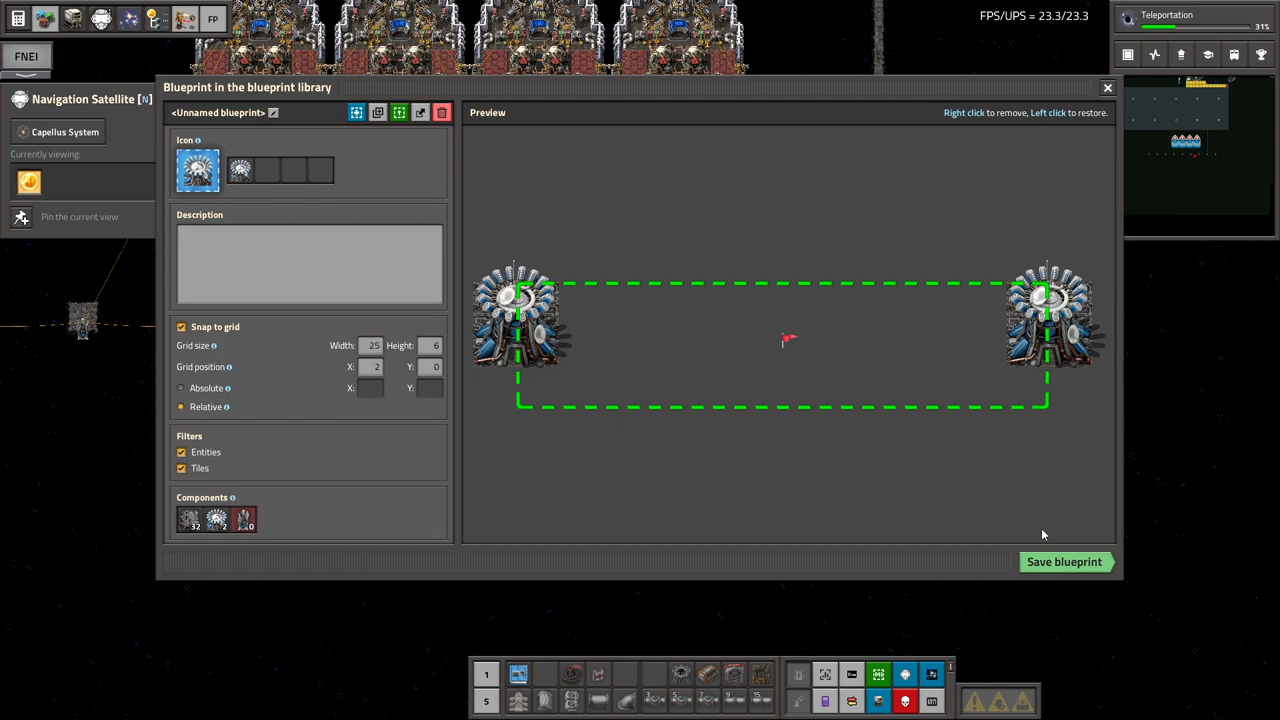 FP
FPS/UPS = 23.3/23.3
Teleportation
31%
FNEI
Navigation Satellite [N]
Capellus System
Currently viewing:
Pin the current view
Blueprint in the blueprint library
<Unnamed blueprint>
Preview
Right click to remove, Left click to restore.
Icon
Description
Snap to grid
Grid size
Width: 25 Height: 6
Grid position
X: 2 Y: 0
Absolute
X: Y:
Relative
Filters
Entities
Tiles
Components
32 2 0
Save blueprint
1
5